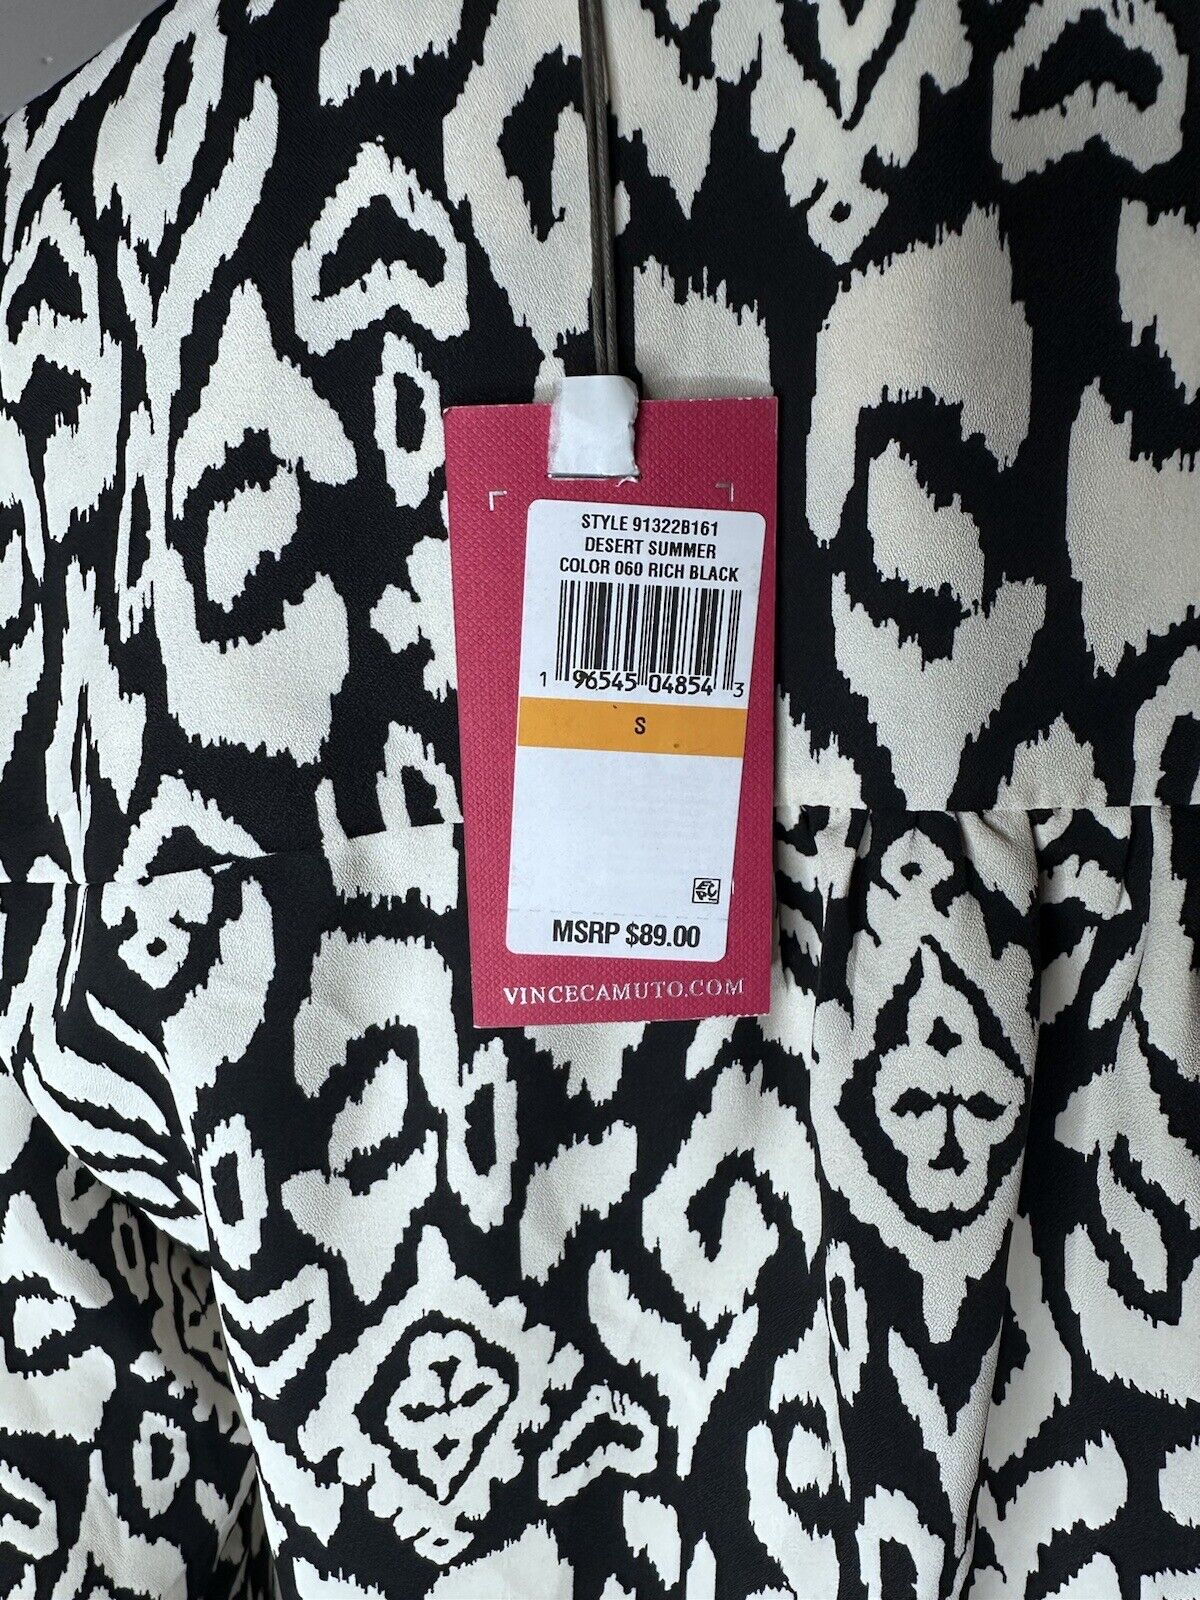 STYLE 91322B161
DESERT SUMMER
COLOR 060 RICH BLACK
1 96545 04854 3
S
MSRP $89.00
VINCECAMUTO.COM